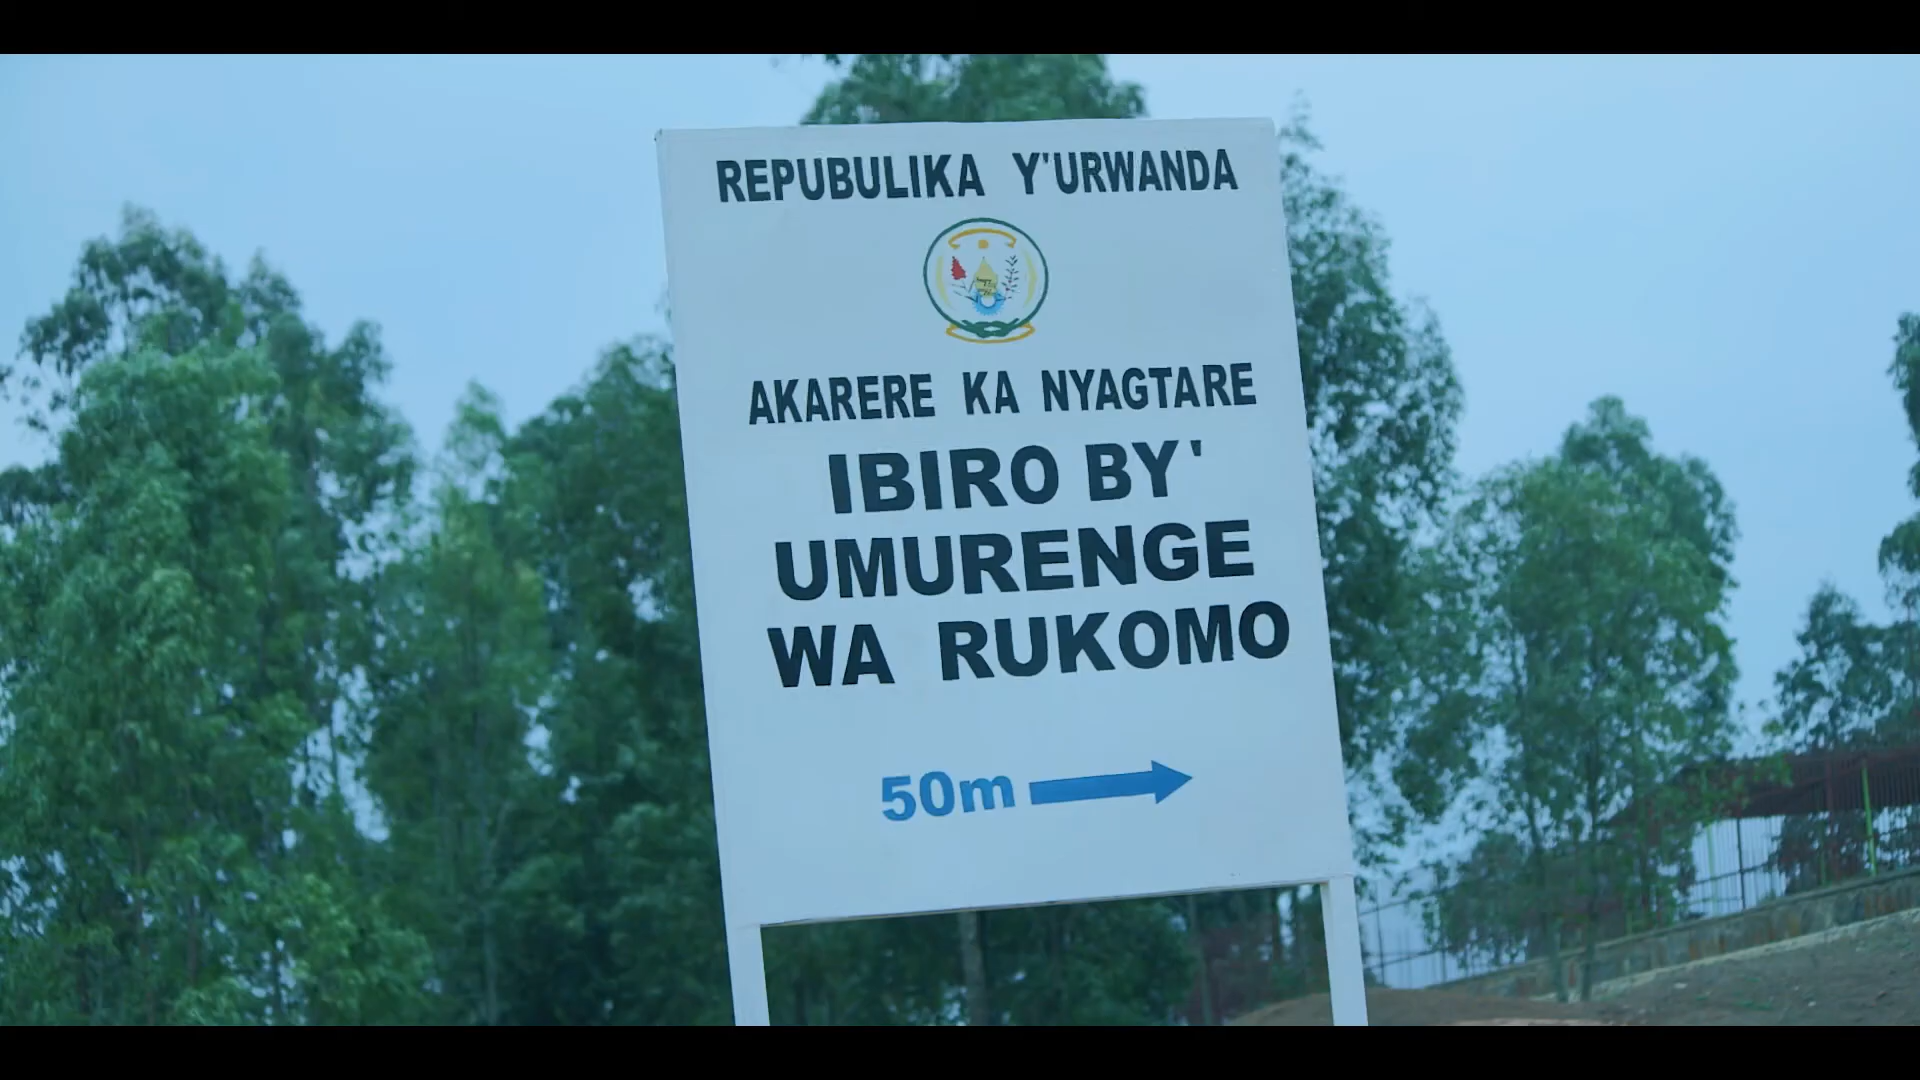 REPUBULIKA Y'URWANDA
AKARERE KA NYAGTARE
IBIRO BY'
UMURENGE
WA RUKOMO
50m